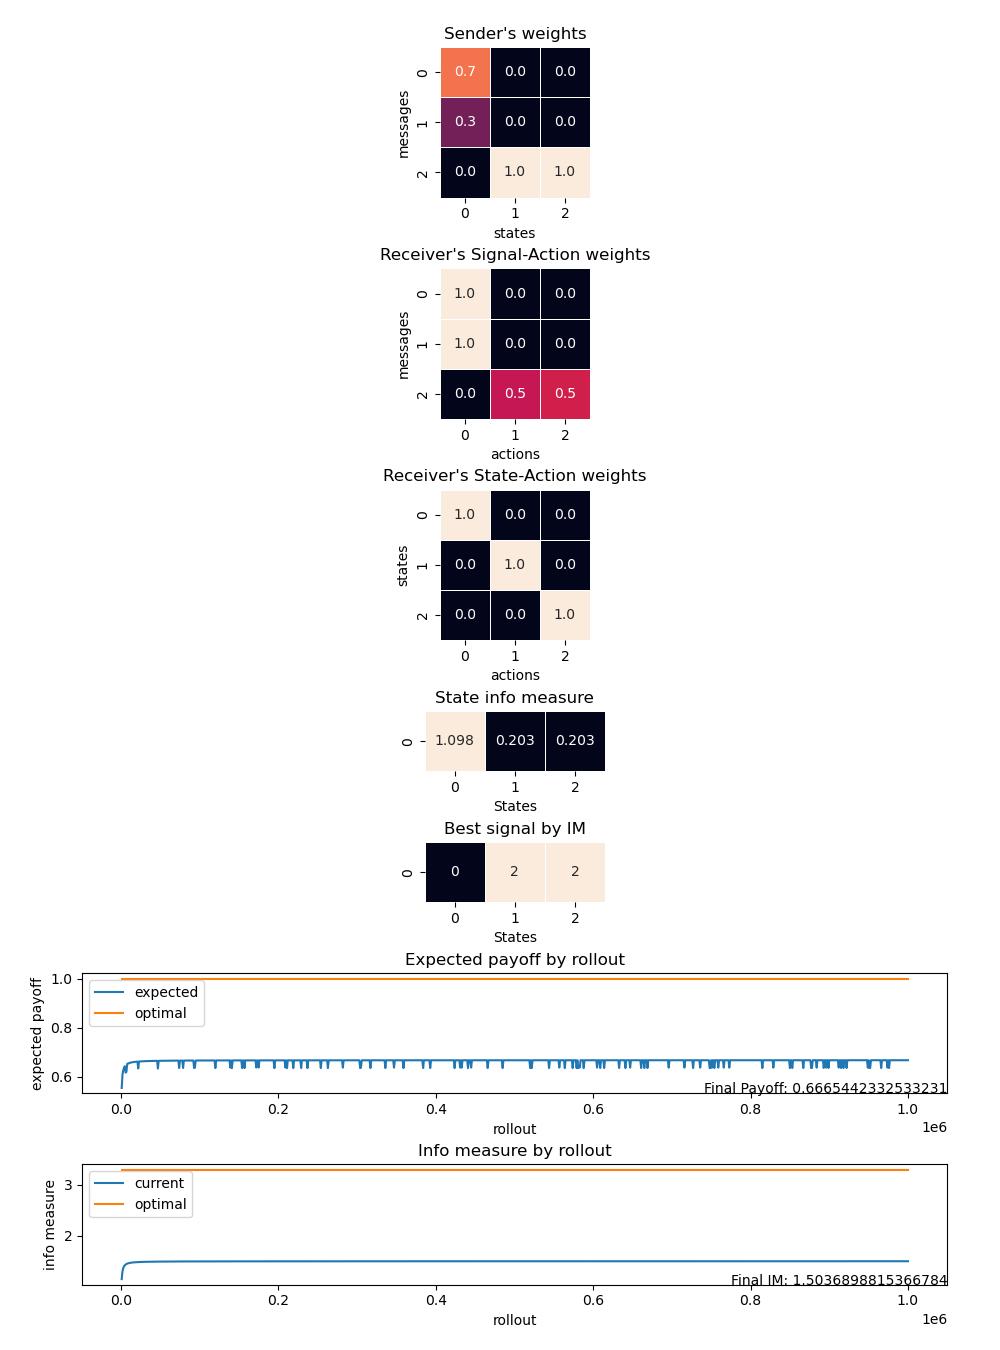 Sender's weights
messages
0 0.7 0.0 0.0
1 0.3 0.0 0.0
2 0.0 1.0 1.0
0 1 2
states
Receiver's Signal-Action weights
messages
0 1.0 0.0 0.0
1 1.0 0.0 0.0
2 0.0 0.5 0.5
0 1 2
actions
Receiver's State-Action weights
states
0 1.0 0.0 0.0
1 0.0 1.0 0.0
2 0.0 0.0 1.0
0 1 2
actions
State info measure
0 1.098 0.203 0.203
0 1 2
States
Best signal by IM
0 0 2 2
0 1 2
States
Expected payoff by rollout
expected payoff
1.0
0.8
0.6
expected
optimal
Final Payoff: 0.6665442332533231
0.0 0.2 0.4 0.6 0.8 1.0
1e6
rollout
Info measure by rollout
info measure
3
2
current
optimal
Final IM: 1.5036898815366784
0.0 0.2 0.4 0.6 0.8 1.0
1e6
rollout